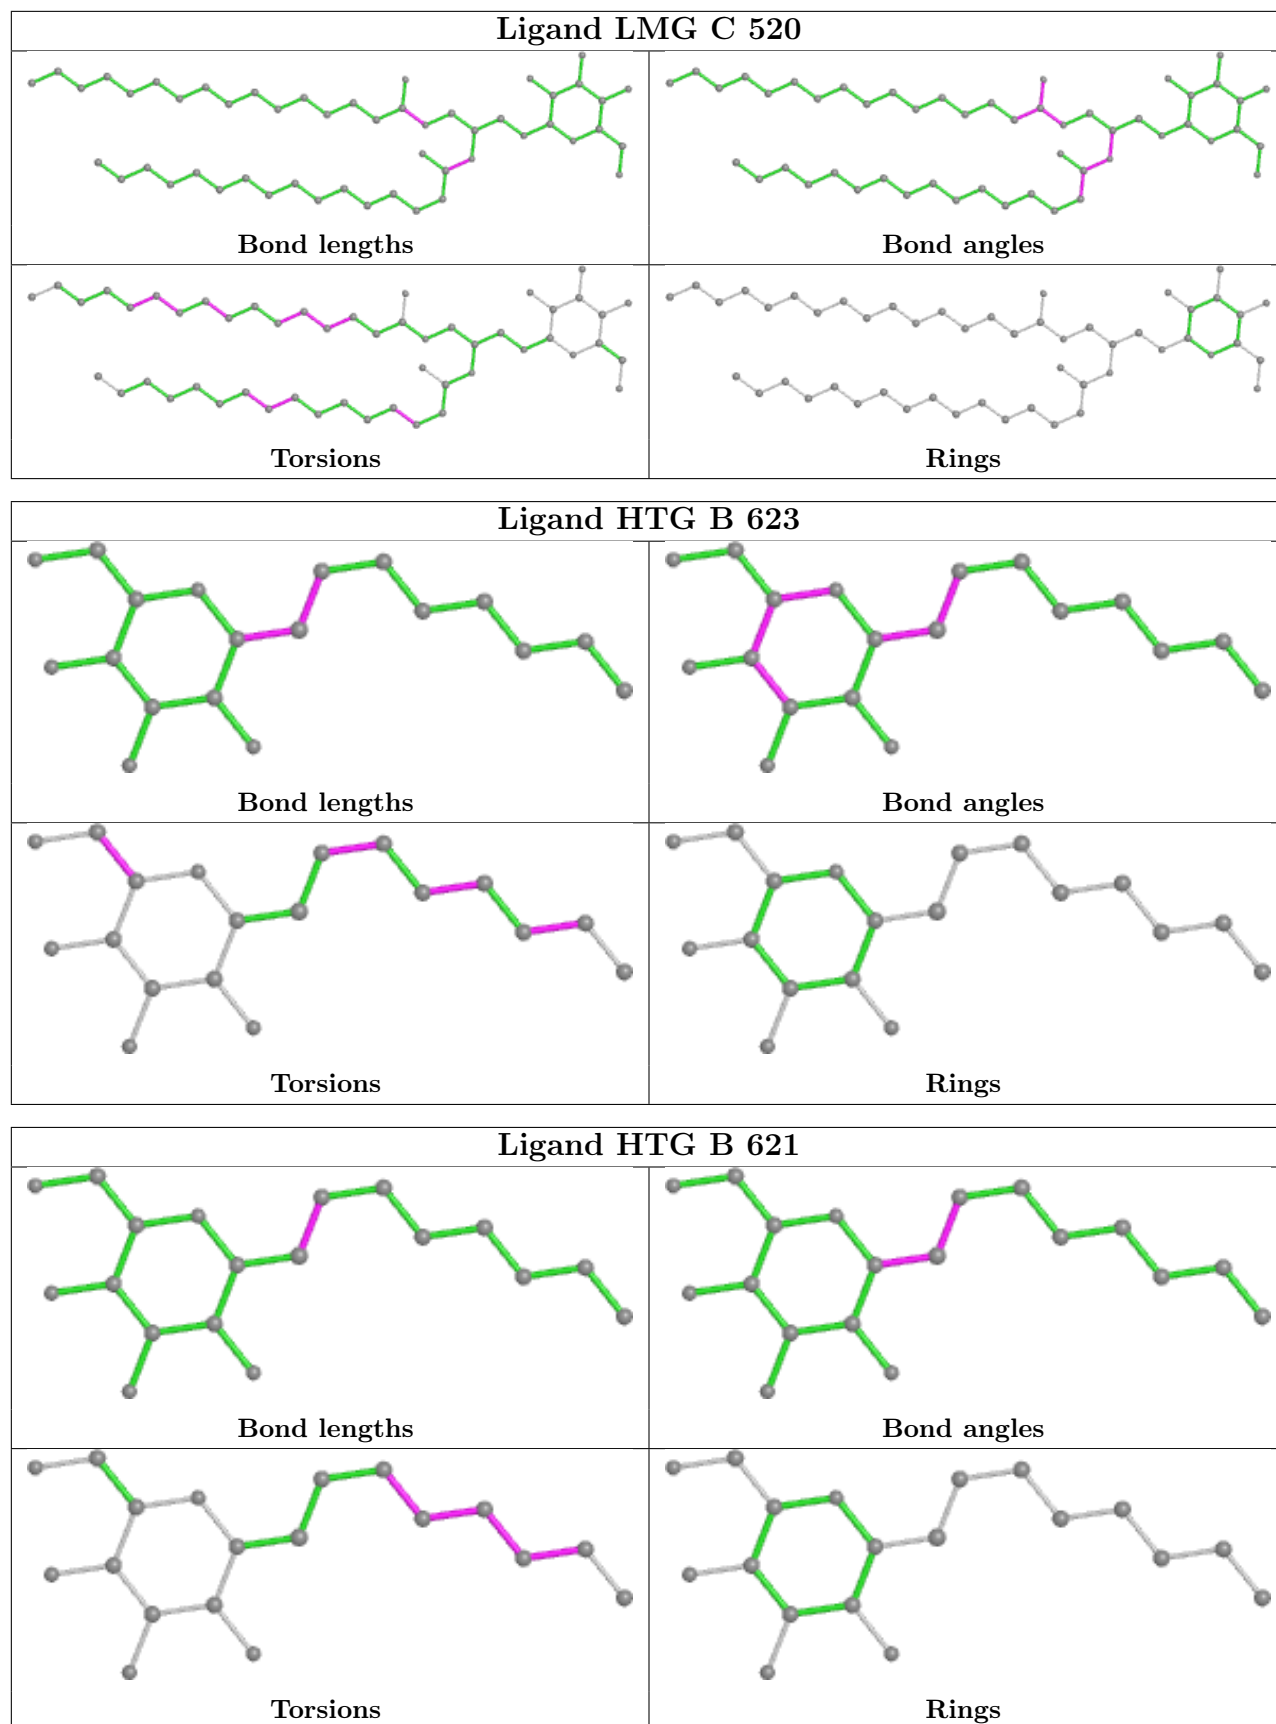 Ligand LMG C 520
Bond lengths
Bond angles
Torsions
Rings
Ligand HTG B 623
Bond lengths
Bond angles
Torsions
Rings
Ligand HTG B 621
Bond lengths
Bond angles
Torsions
Rings